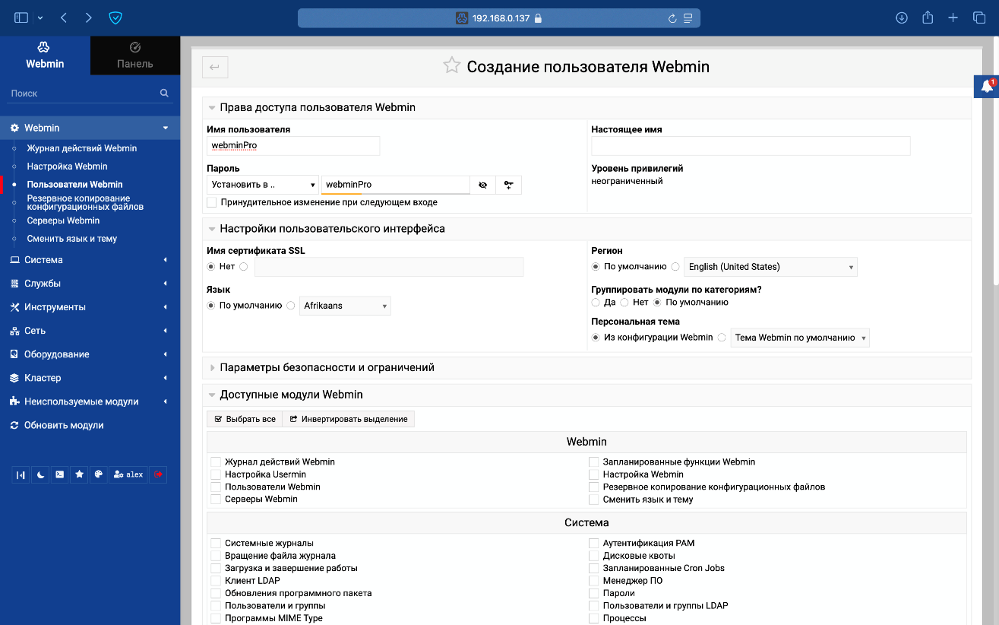 192.168.0.137
Webmin
Панель
Поиск
Webmin
Журнал действий Webmin
Настройка Webmin
Пользователи Webmin
Резервное копирование
конфигурационных файлов
Серверы Webmin
Сменить язык и тему
Система
Службы
Инструменты
Сеть
Оборудование
Кластер
Неиспользуемые модули
Обновить модули
alex
1
Создание пользователя Webmin
Права доступа пользователя Webmin
Имя пользователя
webminPro
Настоящее имя
Пароль
Установить в ..
webminPro
Принудительное изменение при следующем входе
Уровень привилегий
неограниченный
Настройки пользовательского интерфейса
Имя сертификата SSL
Нет
Регион
По умолчанию
English (United States)
Язык
По умолчанию
Afrikaans
Группировать модули по категориям?
Да
Нет
По умолчанию
Персональная тема
Из конфигурации Webmin
Тема Webmin по умолчанию
Параметры безопасности и ограничений
Доступные модули Webmin
Выбрать все
Инвертировать выделение
Webmin
Журнал действий Webmin
Запланированные функции Webmin
Настройка Usermin
Настройка Webmin
Пользователи Webmin
Резервное копирование конфигурационных файлов
Серверы Webmin
Сменить язык и тему
Система
Системные журналы
Аутентификация PAM
Вращение файла журнала
Дисковые квоты
Загрузка и завершение работы
Запланированные Cron Jobs
Клиент LDAP
Менеджер ПО
Обновления программного пакета
Пароли
Пользователи и группы
Пользователи и группы LDAP
Программы MIME Type
Процессы